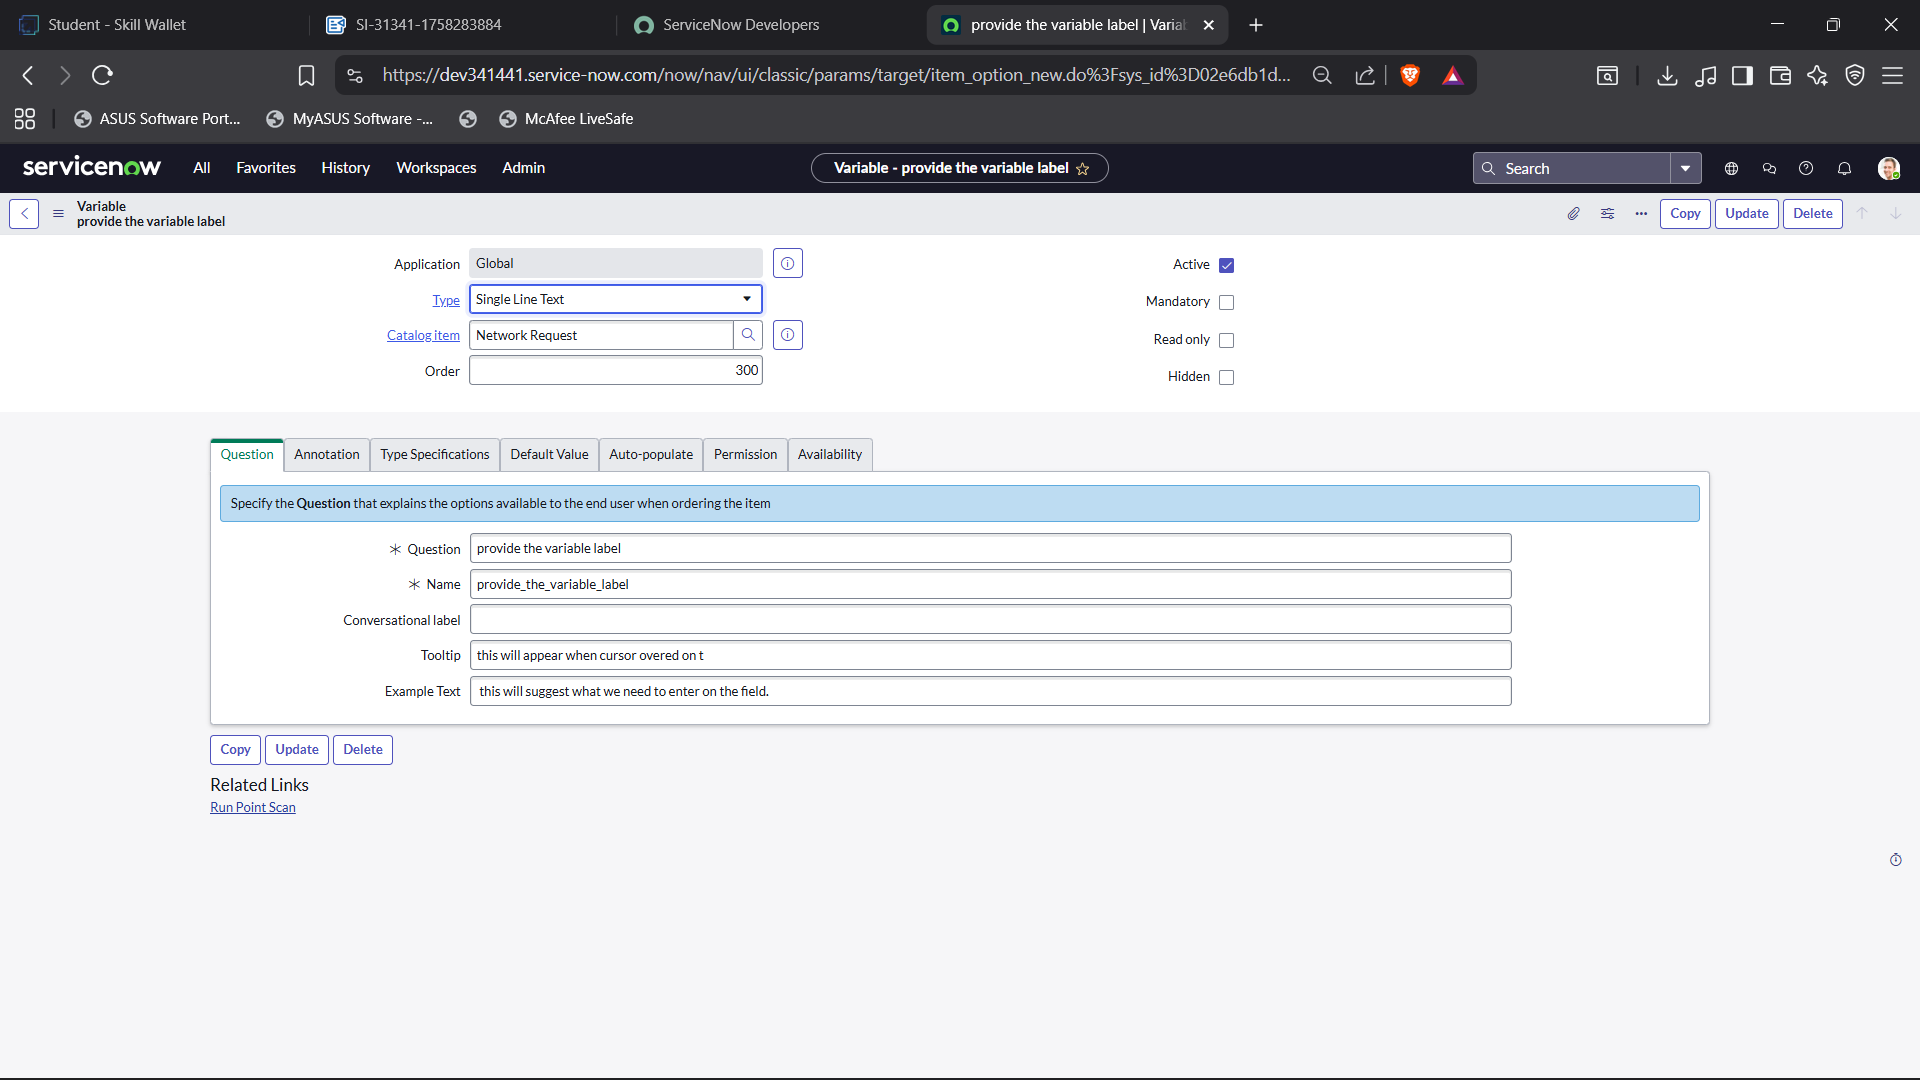 Student - Skill Wallet
SI-31341-1758283884
ServiceNow Developers
provide the variable label | Varia
https://dev341441.service-now.com/now/nav/ui/classic/params/target/item_option_new.do%3Fsys_id%3D02e6db1d...
ASUS Software Port...
MyASUS Software -...
McAfee LiveSafe
servicenow
All
Favorites
History
Workspaces
Admin
Variable - provide the variable label
Search
Variable
provide the variable label
Copy
Update
Delete
Application
Global
Active
Type
Single Line Text
Mandatory
Catalog item
Network Request
Read only
Order
300
Hidden
Question
Annotation
Type Specifications
Default Value
Auto-populate
Permission
Availability
Specify the Question that explains the options available to the end user when ordering the item
Question
provide the variable label
Name
provide_the_variable_label
Conversational label
Tooltip
this will appear when cursor overed on t
Example Text
this will suggest what we need to enter on the field.
Copy
Update
Delete
Related Links
Run Point Scan